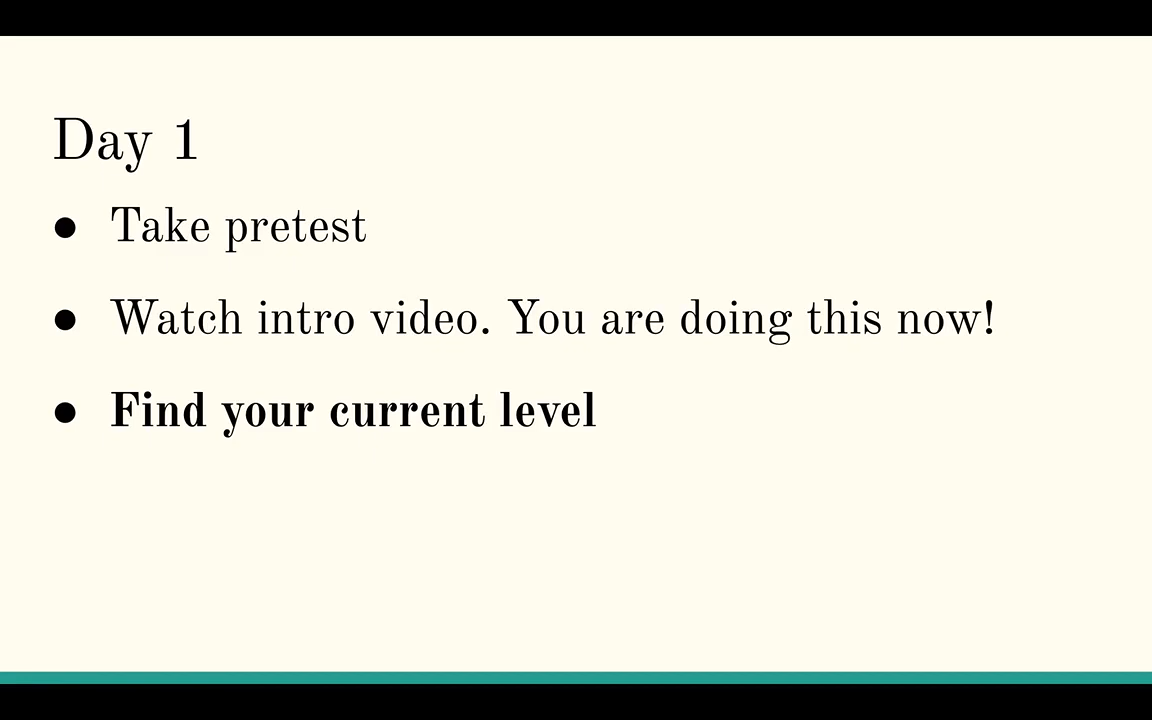 Day 1
● Take pretest
● Watch intro video. You are doing this now!
● Find your current level